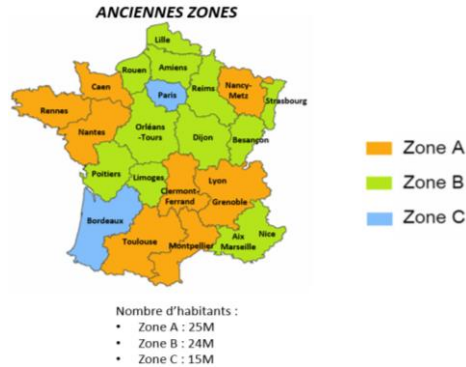 ANCIENNES ZONES
Lille
Rouen
Amiens
Caen
Paris
Reims
Nancy-
Metz
Strasbourg
Rennes
Nantes
Orléans
-Tours
Dijon
Besançon
Poitiers
Limoges
Clermont-
Ferrand
Lyon
Grenoble
Bordeaux
Toulouse
Montpellier
Aix
Marseille
Nice
Zone A
Zone B
Zone C
Nombre d'habitants :
• Zone A : 25M
• Zone B : 24M
• Zone C : 15M